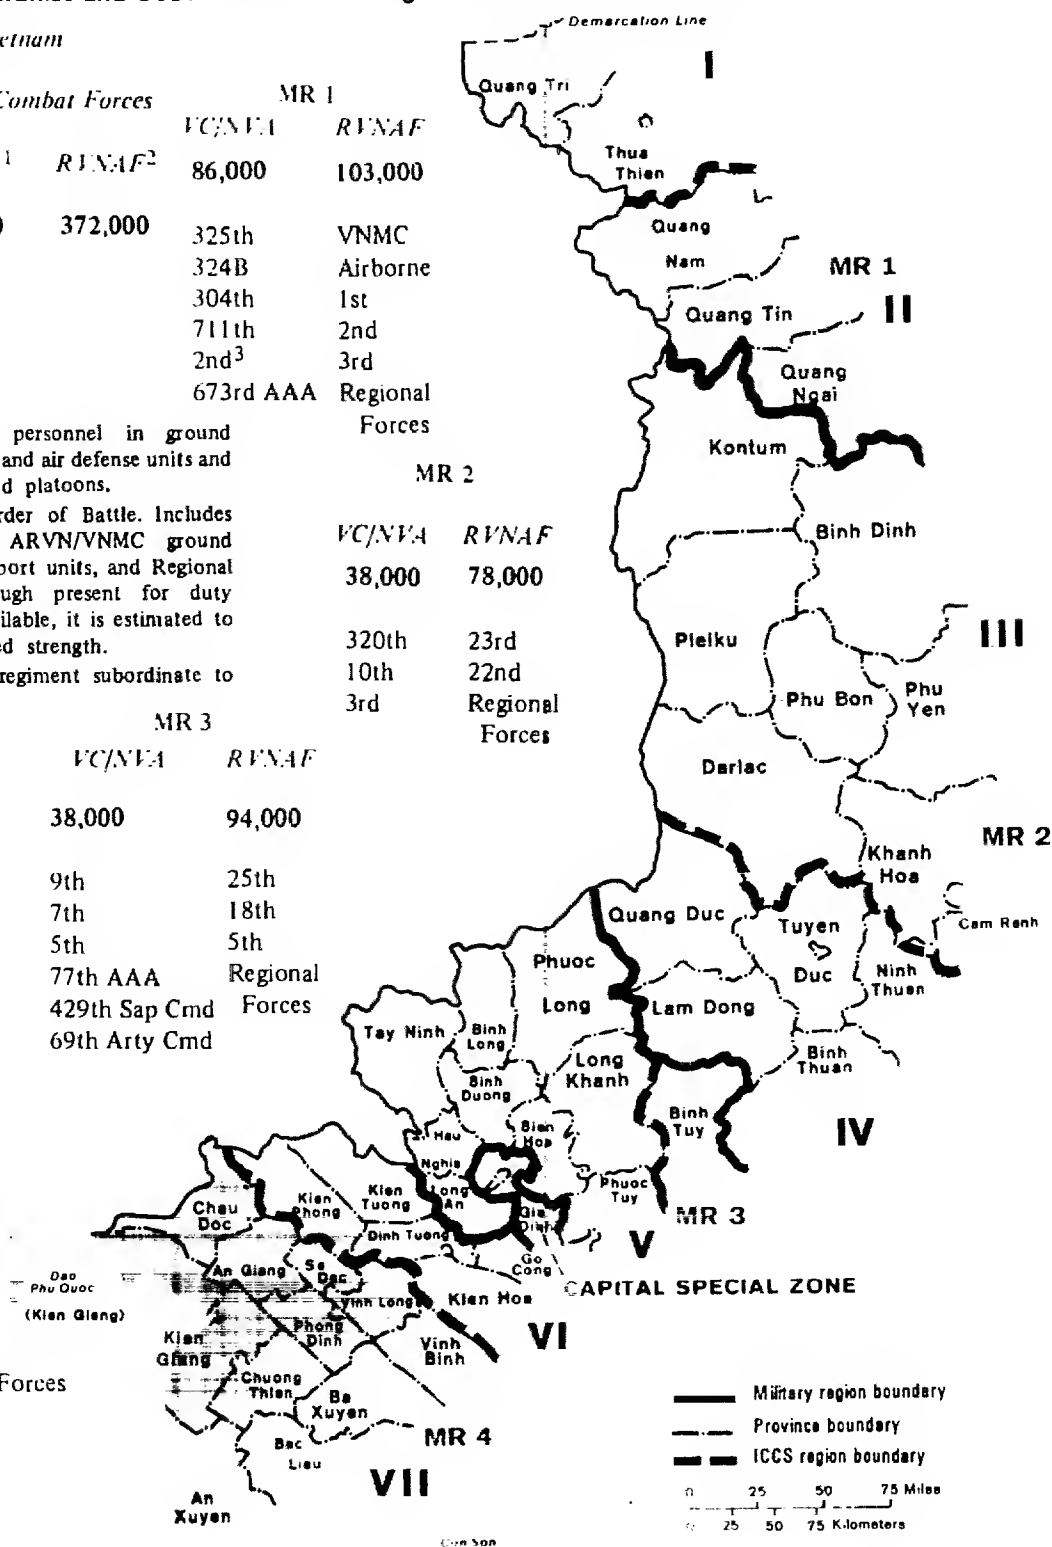 Demarcation Line
etnam
I
Combat Forces
MR 1
VC/NVA RVNAF
1 RVNAF2
86,000 103,000
372,000
325th VNMC
324B Airborne
304th 1st
711th 2nd
2nd3 3rd
673rd AAA Regional
Forces
personnel in ground
and air defense units and
d platoons.
rder of Battle. Includes
ARVN/VNMC ground
port units, and Regional
ugh present for duty
ilable, it is estimated to
ed strength.
regiment subordinate to
MR 2
VC/NVA RVNAF
38,000 78,000
320th 23rd
10th 22nd
3rd Regional
Forces
MR 3
VC/NVA RVNAF
38,000 94,000
9th 25th
7th 18th
5th 5th
77th AAA Regional
429th Sap Cmd Forces
69th Arty Cmd
Forces
Quang Tri
Thua
Thien
Quang
Nam
MR 1
Quang Tin
II
Quang
Ngai
Kontum
Binh Dinh
III
Pleiku
Phu Bon
Phu
Yen
Darlac
MR 2
Khanh
Hoa
Cam Ranh
Quang Duc
Tuyen
Duc
Ninh
Thuan
Phuoc
Long
Lam Dong
Binh
Thuan
Tay Ninh
Binh
Long
Long
Khanh
Binh
Duong
Binh
Tuy
IV
Bien
Hoa
Hau
Nghia
Long
An
Phuoc
Tuy
MR 3
Gia
Dinh
V
Go
Cong
CAPITAL SPECIAL ZONE
Chau
Doc
Kien
Phong
Kien
Tuong
Dinh Tuong
An Giang
Sa
Dec
Vinh Long
Kien Hoa
VI
Dao
Phu Quoc
(Kien Giang)
Kien
Giang
Phong
Dinh
Vinh
Binh
Chuong
Thien
Ba
Xuyen
Bac
Lieu
MR 4
VII
An
Xuyen
Con Son
Military region boundary
Province boundary
ICCS region boundary
0 25 50 75 Miles
0 25 50 75 Kilometers